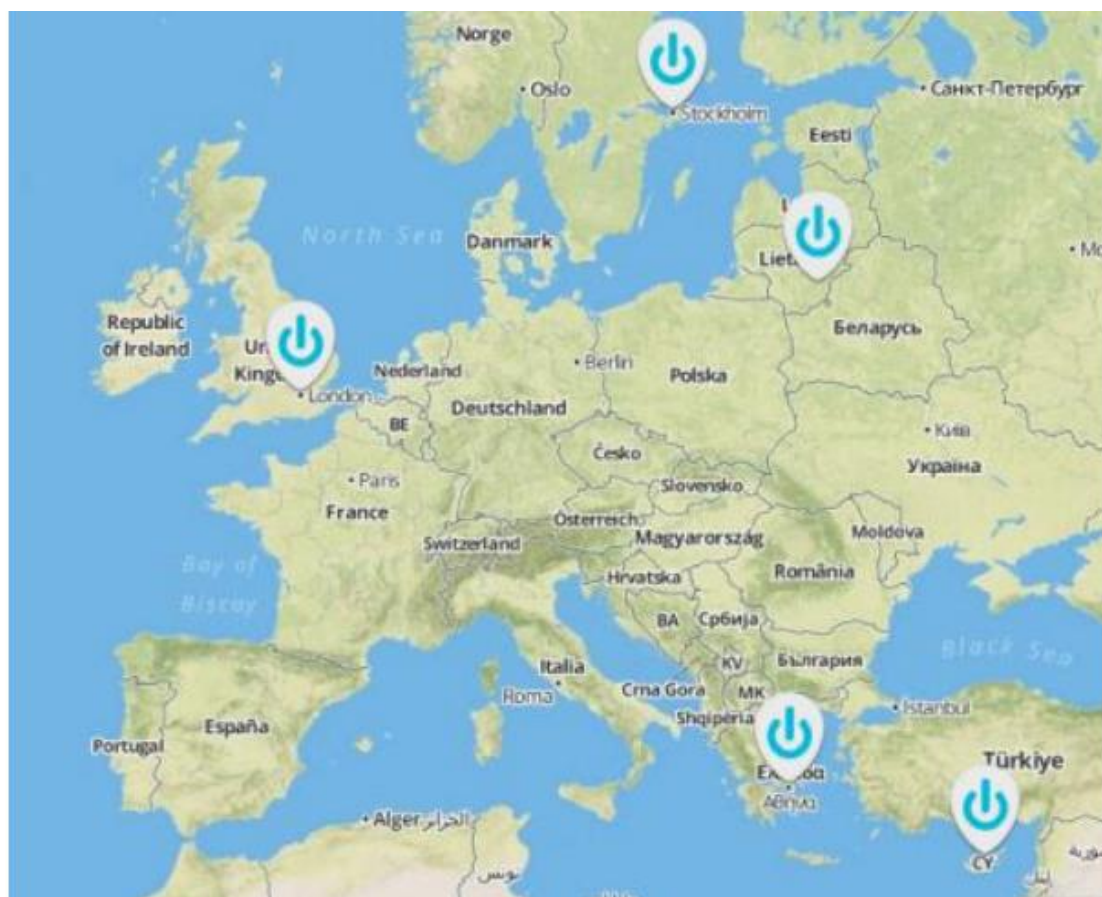 Norge
Oslo
Stockholm
Санкт-Петербург
Eesti
North Sea
Danmark
Republic
of Ireland
London
Nederland
Berlin
Polska
Беларусь
Deutschland
BE
Česko
Київ
Україна
Paris
France
Slovensko
Österreich
Switzerland
Magyarország
Moldova
Bay of
Biscay
Hrvatska
România
BA
Србија
Black Sea
KV
България
Italia
Roma
Crna Gora
MK
Shqipëria
İstanbul
España
Portugal
Türkiye
Αθήνα
Alger الجزائر
CY
تونس